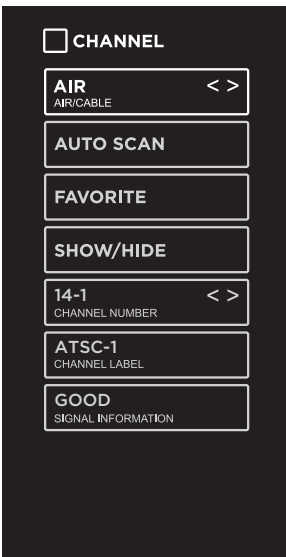 CHANNEL
AIR < >
AIR/CABLE
AUTO SCAN
FAVORITE
SHOW/HIDE
14-1 < >
CHANNEL NUMBER
ATSC-1
CHANNEL LABEL
GOOD
SIGNAL INFORMATION